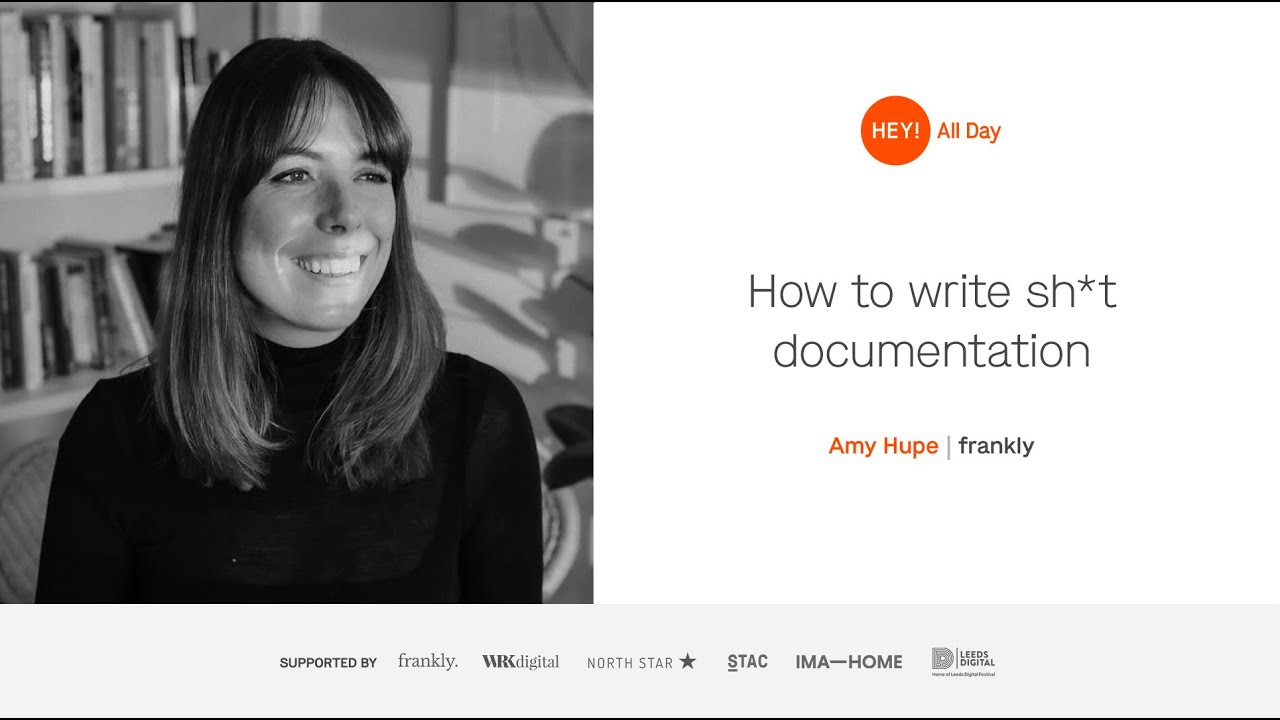 HEY! All Day
How to write sh*t
documentation
Amy Hupe | frankly
SUPPORTED BY frankly. WRKdigital NORTH STAR STAC IMA—HOME LEEDS
DIGITAL
Home of Leeds Digital Festival